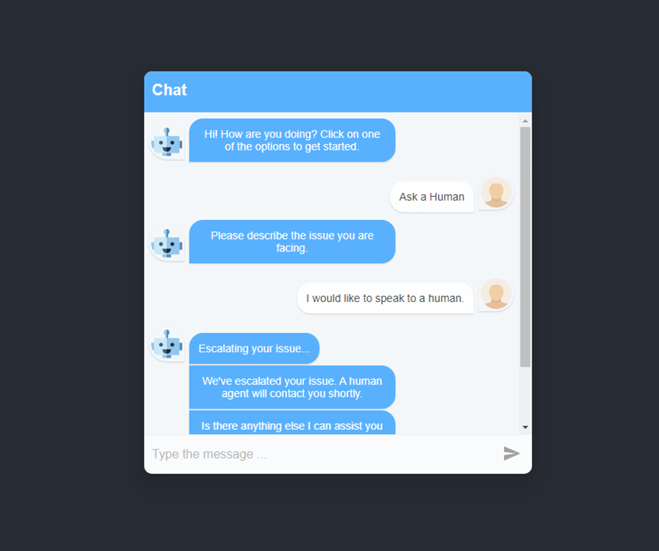 Chat
Hi! How are you doing? Click on one
of the options to get started.
Ask a Human
Please describe the issue you are
facing.
I would like to speak to a human.
Escalating your issue...
We've escalated your issue. A human
agent will contact you shortly.
Is there anything else I can assist you
Type the message ...